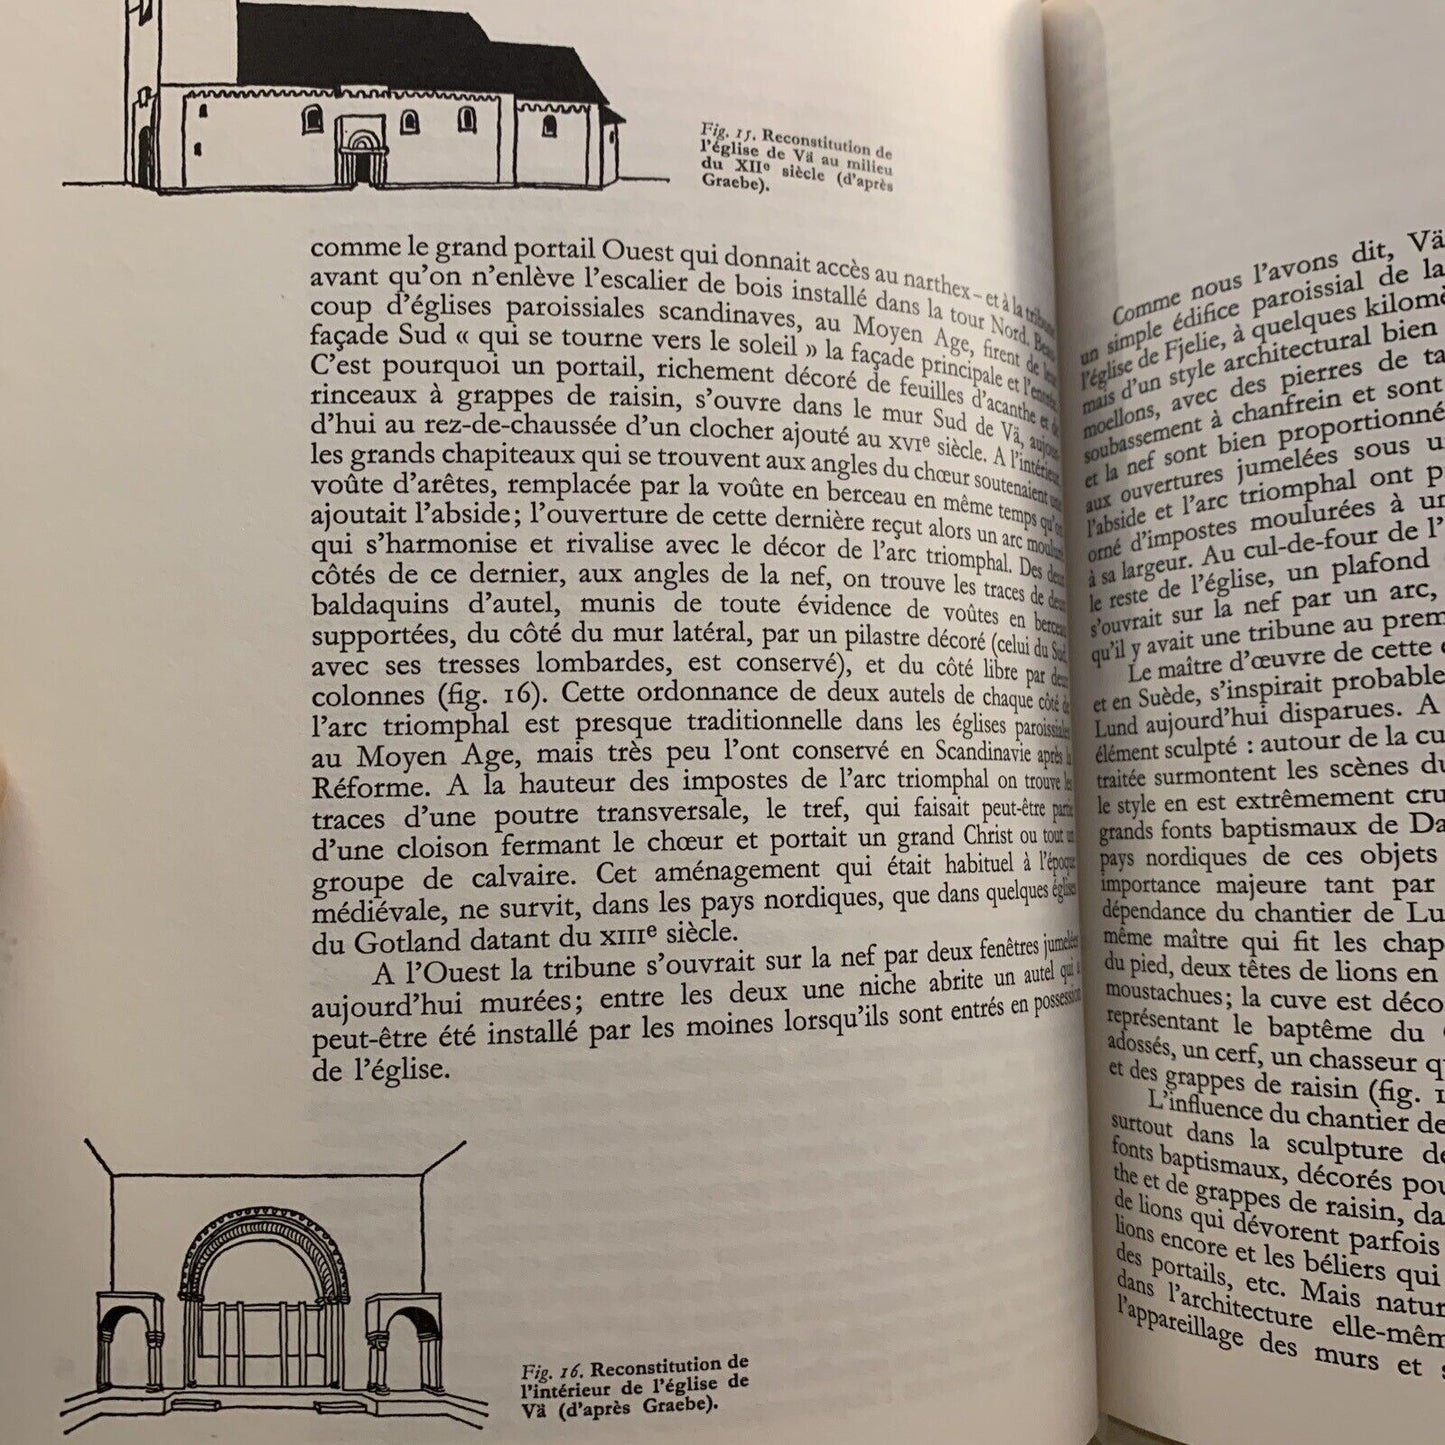 Fig. 15. Reconstitution de
l'église de Vä au milieu
du XIIe siècle (d'après
Graebe).
comme le grand portail Ouest qui donnait accès au narthex – et à la tribune
avant qu'on n'enlève l'escalier de bois installé dans la tour Nord. Beau-
coup d'églises paroissiales scandinaves, au Moyen Age, firent de leur
façade Sud « qui se tourne vers le soleil » la façade principale et l'entrée.
C'est pourquoi un portail, richement décoré de feuilles d'acanthe et de
rinceaux à grappes de raisin, s'ouvre dans le mur Sud de Vä, aujour-
d'hui au rez-de-chaussée d'un clocher ajouté au XVIe siècle. A l'intérieur
les grands chapiteaux qui se trouvent aux angles du chœur soutenaient une
voûte d'arêtes, remplacée par la voûte en berceau en même temps qu'on
ajoutait l'abside; l'ouverture de cette dernière reçut alors un arc mouluré
qui s'harmonise et rivalise avec le décor de l'arc triomphal. Des deux
côtés de ce dernier, aux angles de la nef, on trouve les traces de deux
baldaquins d'autel, munis de toute évidence de voûtes en berceau
supportées, du côté du mur latéral, par un pilastre décoré (celui du Sud,
avec ses tresses lombardes, est conservé), et du côté libre par deux
colonnes (fig. 16). Cette ordonnance de deux autels de chaque côté de
l'arc triomphal est presque traditionnelle dans les églises paroissiales
au Moyen Age, mais très peu l'ont conservé en Scandinavie après la
Réforme. A la hauteur des impostes de l'arc triomphal on trouve les
traces d'une poutre transversale, le tref, qui faisait peut-être partie
d'une cloison fermant le chœur et portait un grand Christ ou tout un
groupe de calvaire. Cet aménagement qui était habituel à l'époque
médiévale, ne survit, dans les pays nordiques, que dans quelques églises
du Gotland datant du XIIIe siècle.
A l'Ouest la tribune s'ouvrait sur la nef par deux fenêtres jumelées
aujourd'hui murées; entre les deux une niche abrite un autel qui a
peut-être été installé par les moines lorsqu'ils sont entrés en possession
de l'église.
Fig. 16. Reconstitution de
l'intérieur de l'église de
Vä (d'après Graebe).
Comme nous l'avons dit, Vä
un simple édifice paroissial de la
l'église de Fjelie, à quelques kilomè
mais d'un style architectural bien
moellons, avec des pierres de ta
soubassement à chanfrein et sont
et la nef sont bien proportionné
aux ouvertures jumelées sous u
l'abside et l'arc triomphal ont p
orné d'impostes moulurées à un
à sa largeur. Au cul-de-four de l'
le reste de l'église, un plafond
s'ouvrait sur la nef par un arc,
qu'il y avait une tribune au prem
Le maître d'œuvre de cette
et en Suède, s'inspirait probable
Lund aujourd'hui disparues. A
élément sculpté : autour de la cu
traitée surmontent les scènes du
le style en est extrêmement cru
grands fonts baptismaux de Da
pays nordiques de ces objets
importance majeure tant par
dépendance du chantier de Lu
même maître qui fit les chap
du pied, deux têtes de lions en
moustachues; la cuve est déco
représentant le baptême du
adossés, un cerf, un chasseur q
et des grappes de raisin (fig. 1
L'influence du chantier de
surtout dans la sculpture de
fonts baptismaux, décorés pou
the et de grappes de raisin, da
de lions qui dévorent parfois
lions encore et les béliers qui
des portails, etc. Mais natur
dans l'architecture elle-mêm
l'appareillage des murs et s